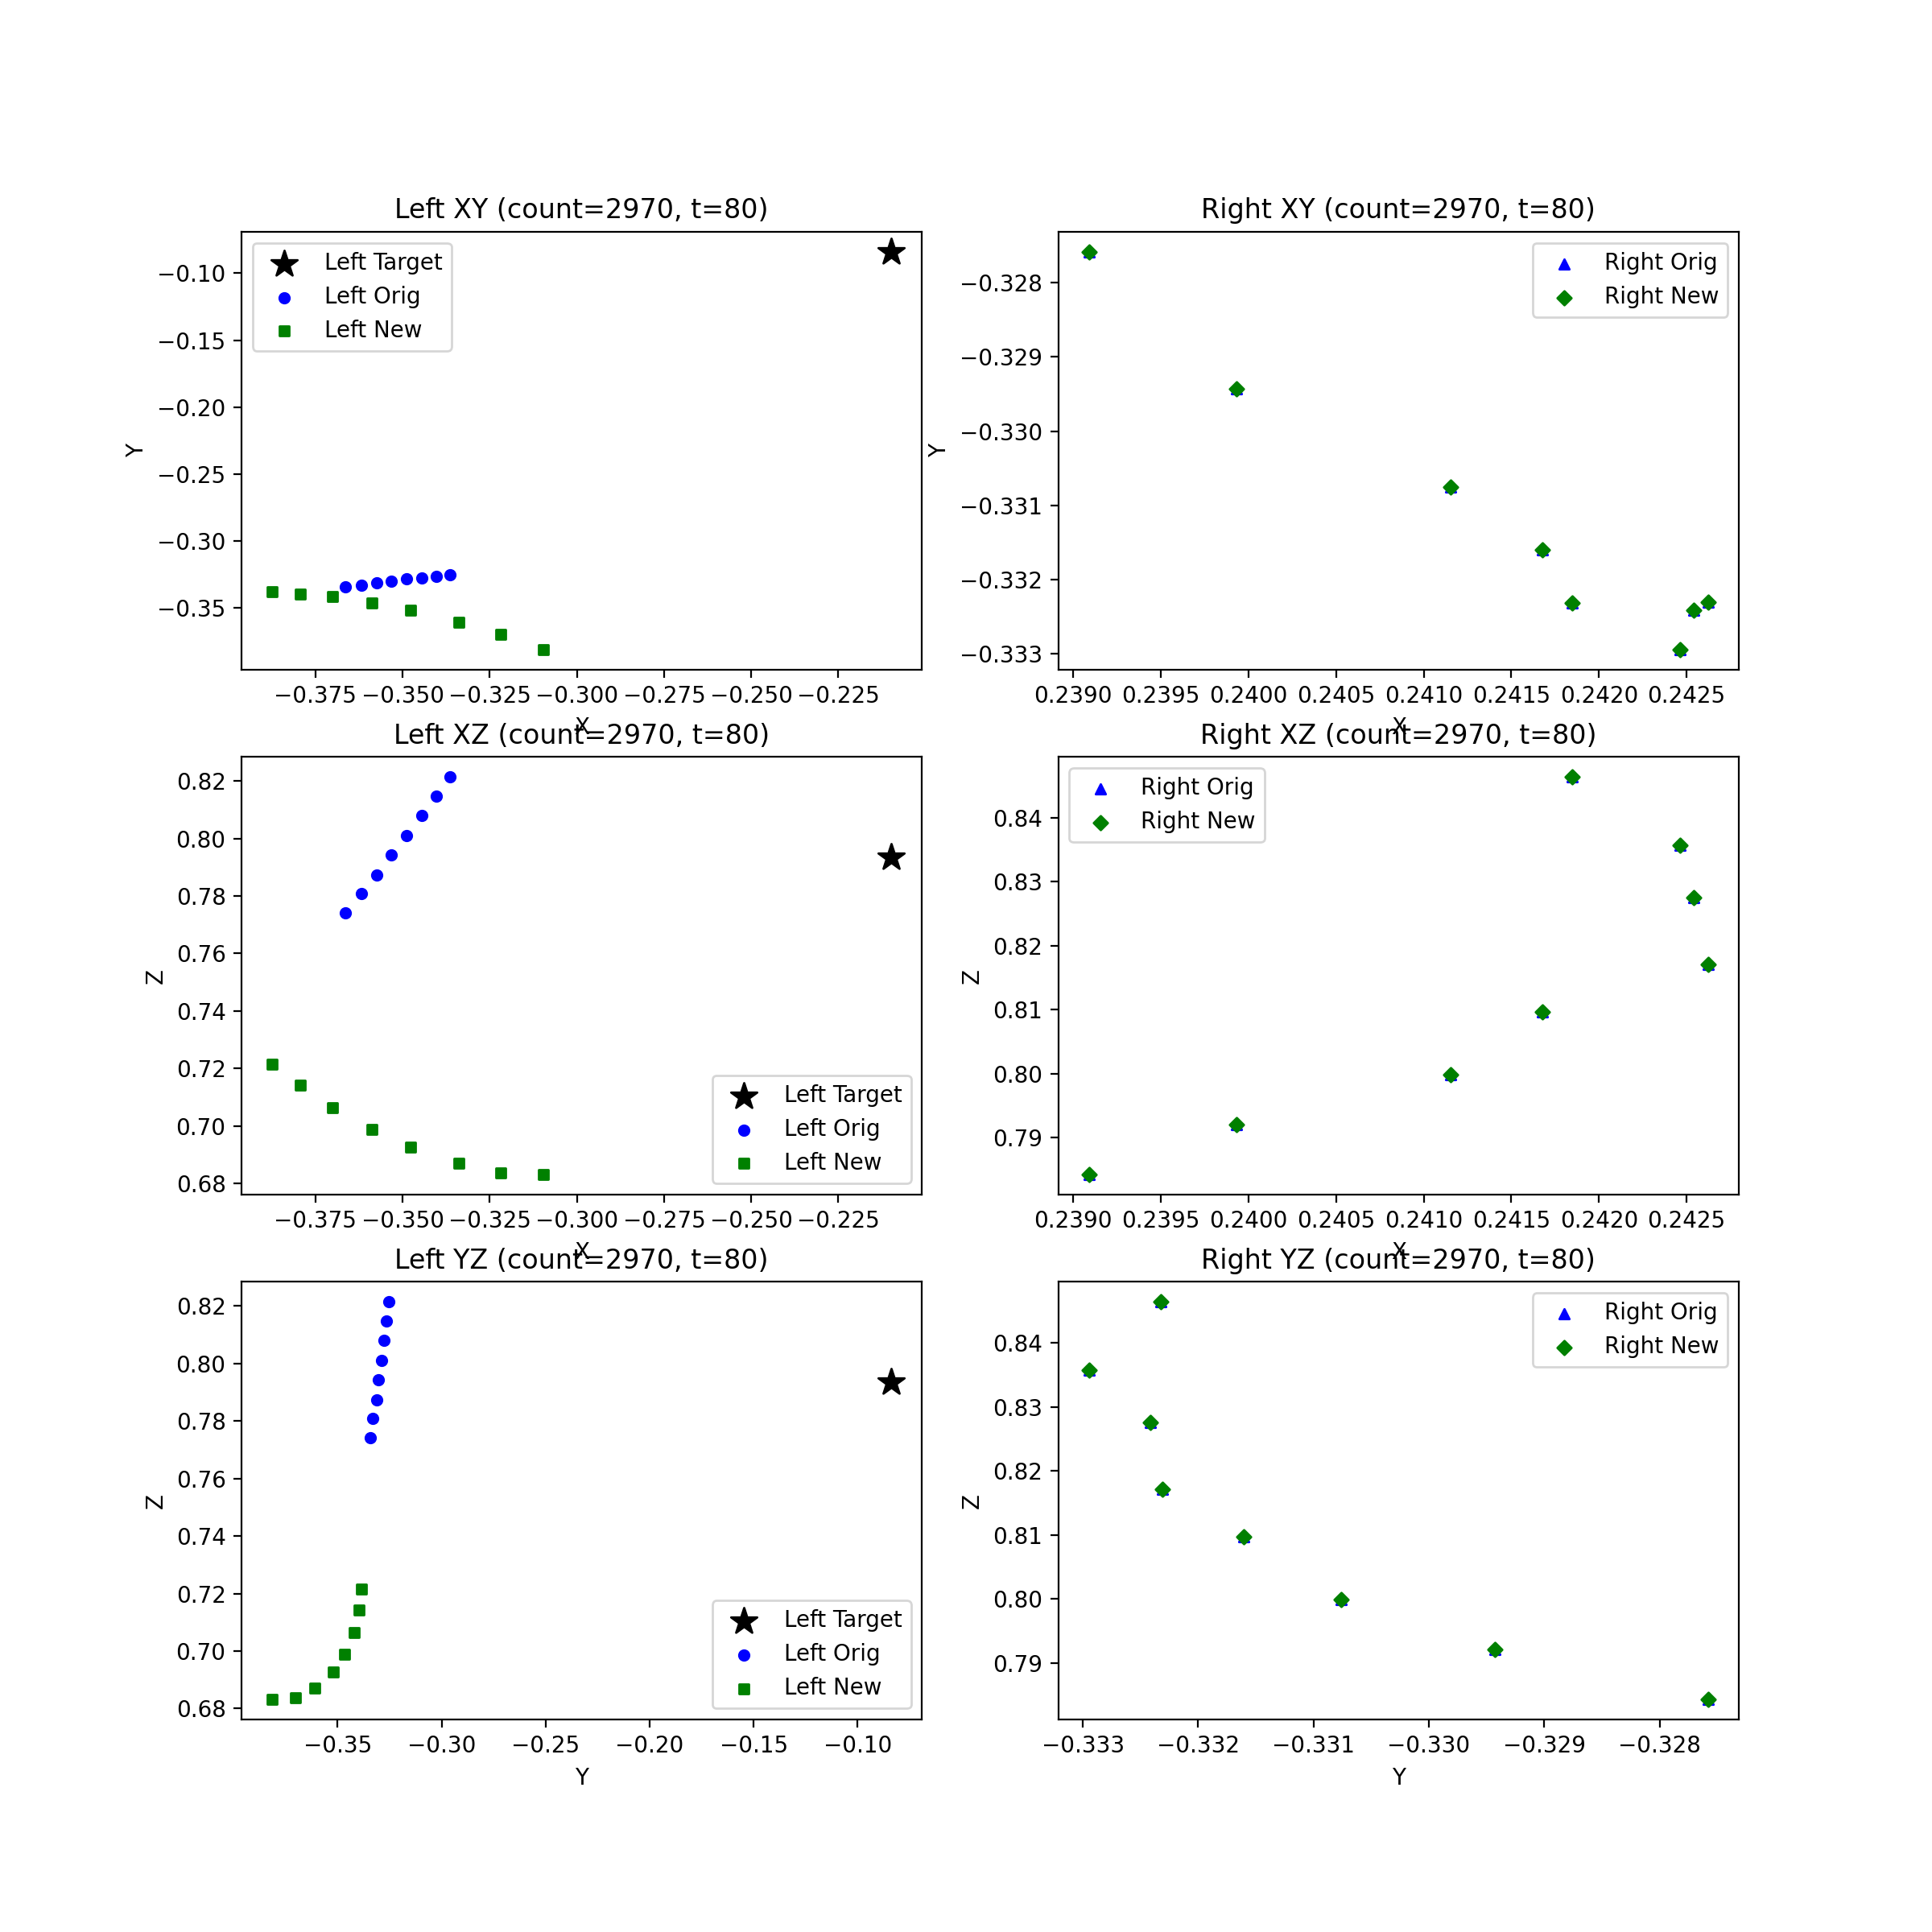 Left XY (count=2970, t=80)
Left Target
Left Orig
Left New
−0.10
−0.15
−0.20
−0.25
−0.30
−0.35
Y
−0.375
−0.350
−0.325
−0.300
−0.275
−0.250
−0.225
X
Right XY (count=2970, t=80)
Right Orig
Right New
−0.328
−0.329
−0.330
−0.331
−0.332
−0.333
Y
0.2390
0.2395
0.2400
0.2405
0.2410
0.2415
0.2420
0.2425
X
Left XZ (count=2970, t=80)
0.82
0.80
0.78
0.76
0.74
0.72
0.70
0.68
Z
Left Target
Left Orig
Left New
−0.375
−0.350
−0.325
−0.300
−0.275
−0.250
−0.225
X
Right XZ (count=2970, t=80)
Right Orig
Right New
0.84
0.83
0.82
0.81
0.80
0.79
Z
0.2390
0.2395
0.2400
0.2405
0.2410
0.2415
0.2420
0.2425
X
Left YZ (count=2970, t=80)
0.82
0.80
0.78
0.76
0.74
0.72
0.70
0.68
Z
Left Target
Left Orig
Left New
−0.35
−0.30
−0.25
−0.20
−0.15
−0.10
Y
Right YZ (count=2970, t=80)
Right Orig
Right New
0.84
0.83
0.82
0.81
0.80
0.79
Z
−0.333
−0.332
−0.331
−0.330
−0.329
−0.328
Y